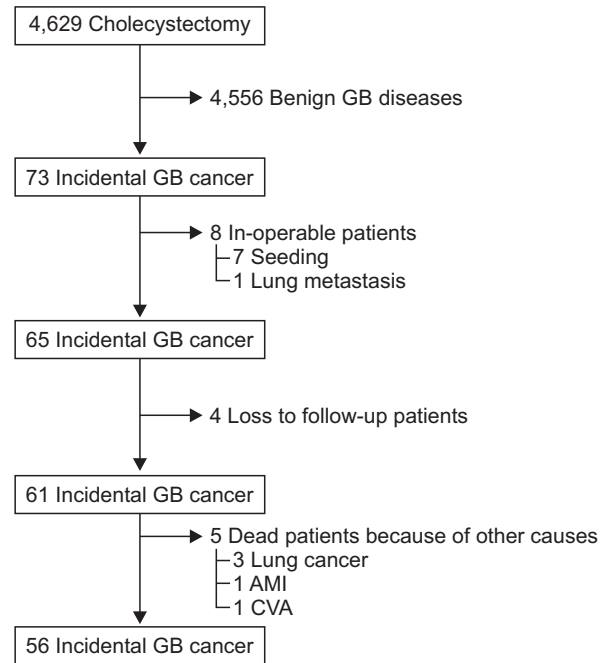 4,629 Cholecystectomy
4,556 Benign GB diseases
73 Incidental GB cancer
8 In-operable patients
7 Seeding
1 Lung metastasis
65 Incidental GB cancer
4 Loss to follow-up patients
61 Incidental GB cancer
5 Dead patients because of other causes
3 Lung cancer
1 AMI
1 CVA
56 Incidental GB cancer